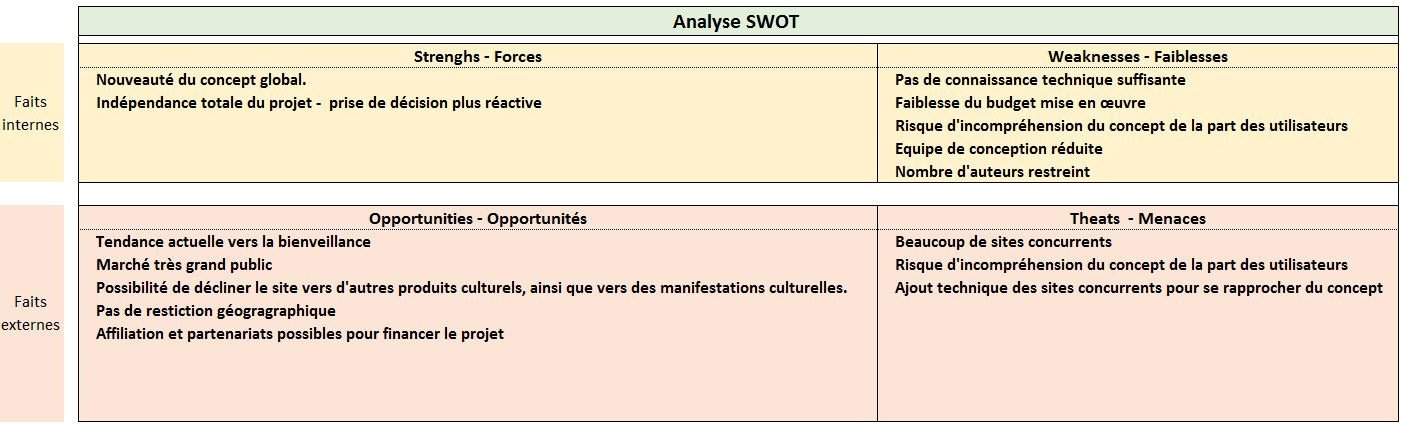 Analyse SWOT
Strenghs - Forces
Weaknesses - Faiblesses
Faits
internes
Nouveauté du concept global.
Indépendance totale du projet -  prise de décision plus réactive
Pas de connaissance technique suffisante
Faiblesse du budget mise en œuvre
Risque d'incompréhension du concept de la part des utilisateurs
Equipe de conception réduite
Nombre d'auteurs restreint
Opportunities - Opportunités
Theats  - Menaces
Faits
externes
Tendance actuelle vers la bienveillance
Marché très grand public
Possibilité de décliner le site vers d'autres produits culturels, ainsi que vers des manifestations culturelles.
Pas de restiction géogragraphique
Affiliation et partenariats possibles pour financer le projet
Beaucoup de sites concurrents
Risque d'incompréhension du concept de la part des utilisateurs
Ajout technique des sites concurrents pour se rapprocher du concept